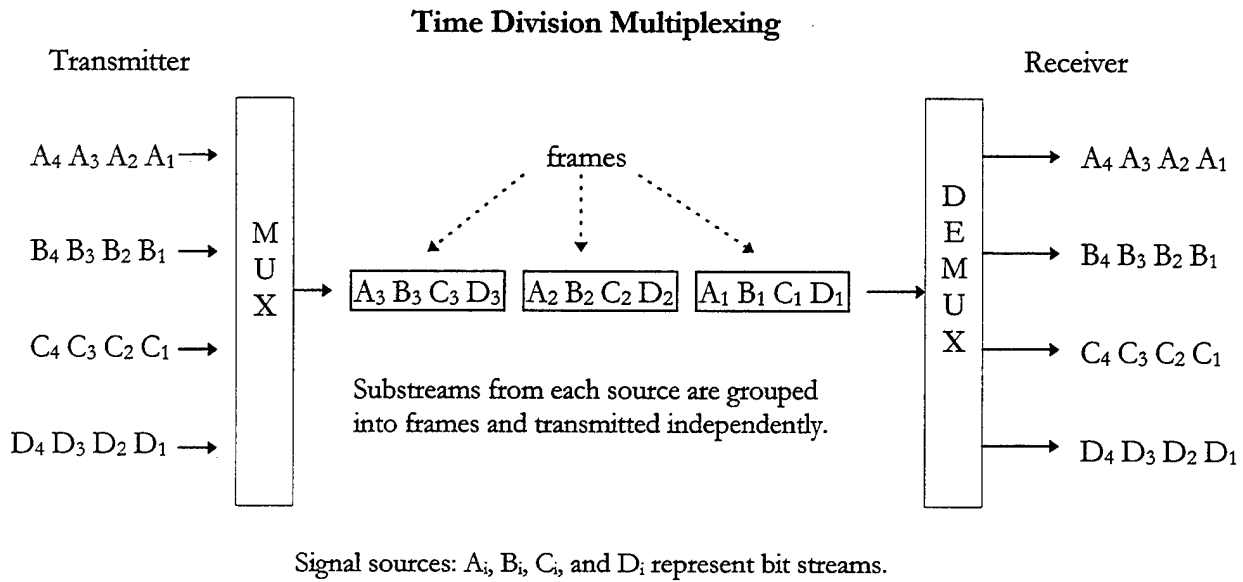 Time Division Multiplexing
Transmitter
Receiver
A₄ A₃ A₂ A₁
B₄ B₃ B₂ B₁
C₄ C₃ C₂ C₁
D₄ D₃ D₂ D₁
MUX
frames
A₃ B₃ C₃ D₃
A₂ B₂ C₂ D₂
A₁ B₁ C₁ D₁
Substreams from each source are grouped
into frames and transmitted independently.
DEMUX
A₄ A₃ A₂ A₁
B₄ B₃ B₂ B₁
C₄ C₃ C₂ C₁
D₄ D₃ D₂ D₁
Signal sources: Aᵢ, Bᵢ, Cᵢ, and Dᵢ represent bit streams.